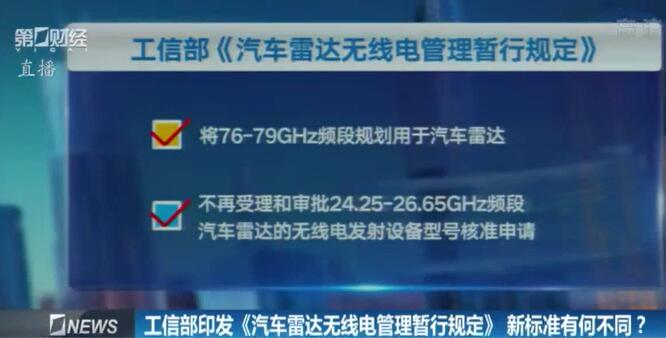 第一财经
YICAI
直播
高清
工信部《汽车雷达无线电管理暂行规定》
将76-79GHz频段规划用于汽车雷达
不再受理和审批24.25-26.65GHz频段
汽车雷达的无线电发射设备型号核准申请
NEWS
工信部印发《汽车雷达无线电管理暂行规定》 新标准有何不同？